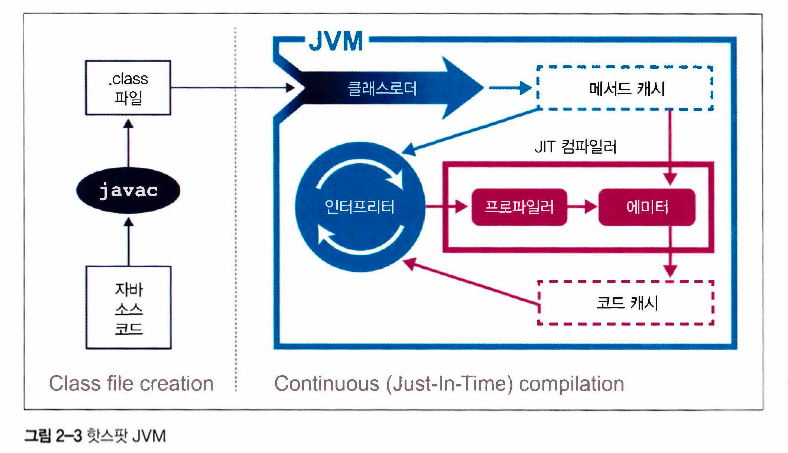 JVM
.class
파일
클래스로더
메서드 캐시
JIT 컴파일러
javac
인터프리터
프로파일러
에미터
자바
소스
코드
코드 캐시
Class file creation
Continuous (Just-In-Time) compilation
그림 2-3 핫스팟 JVM